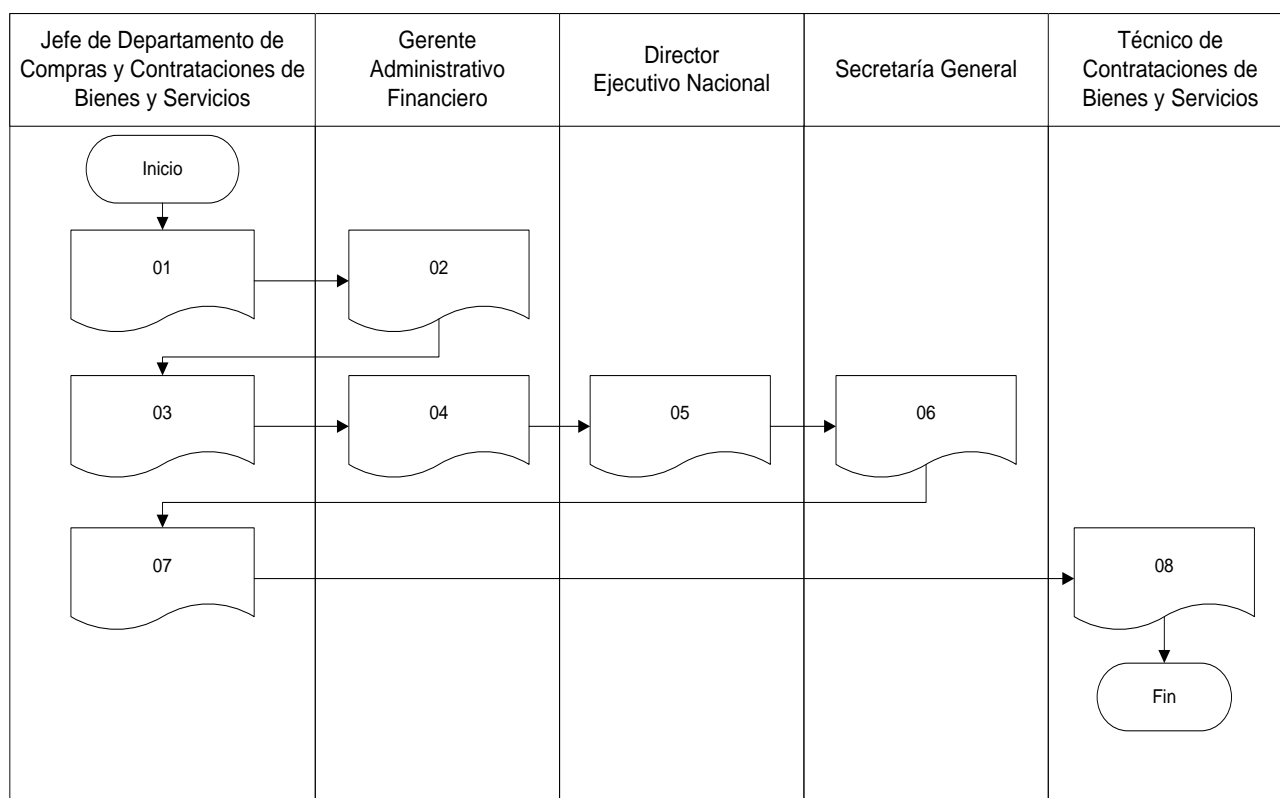 Jefe de Departamento de
Compras y Contrataciones de
Bienes y Servicios
Gerente
Administrativo
Financiero
Director
Ejecutivo Nacional
Secretaría General
Técnico de
Contrataciones de
Bienes y Servicios
Inicio
01
02
03
04
05
06
07
08
Fin